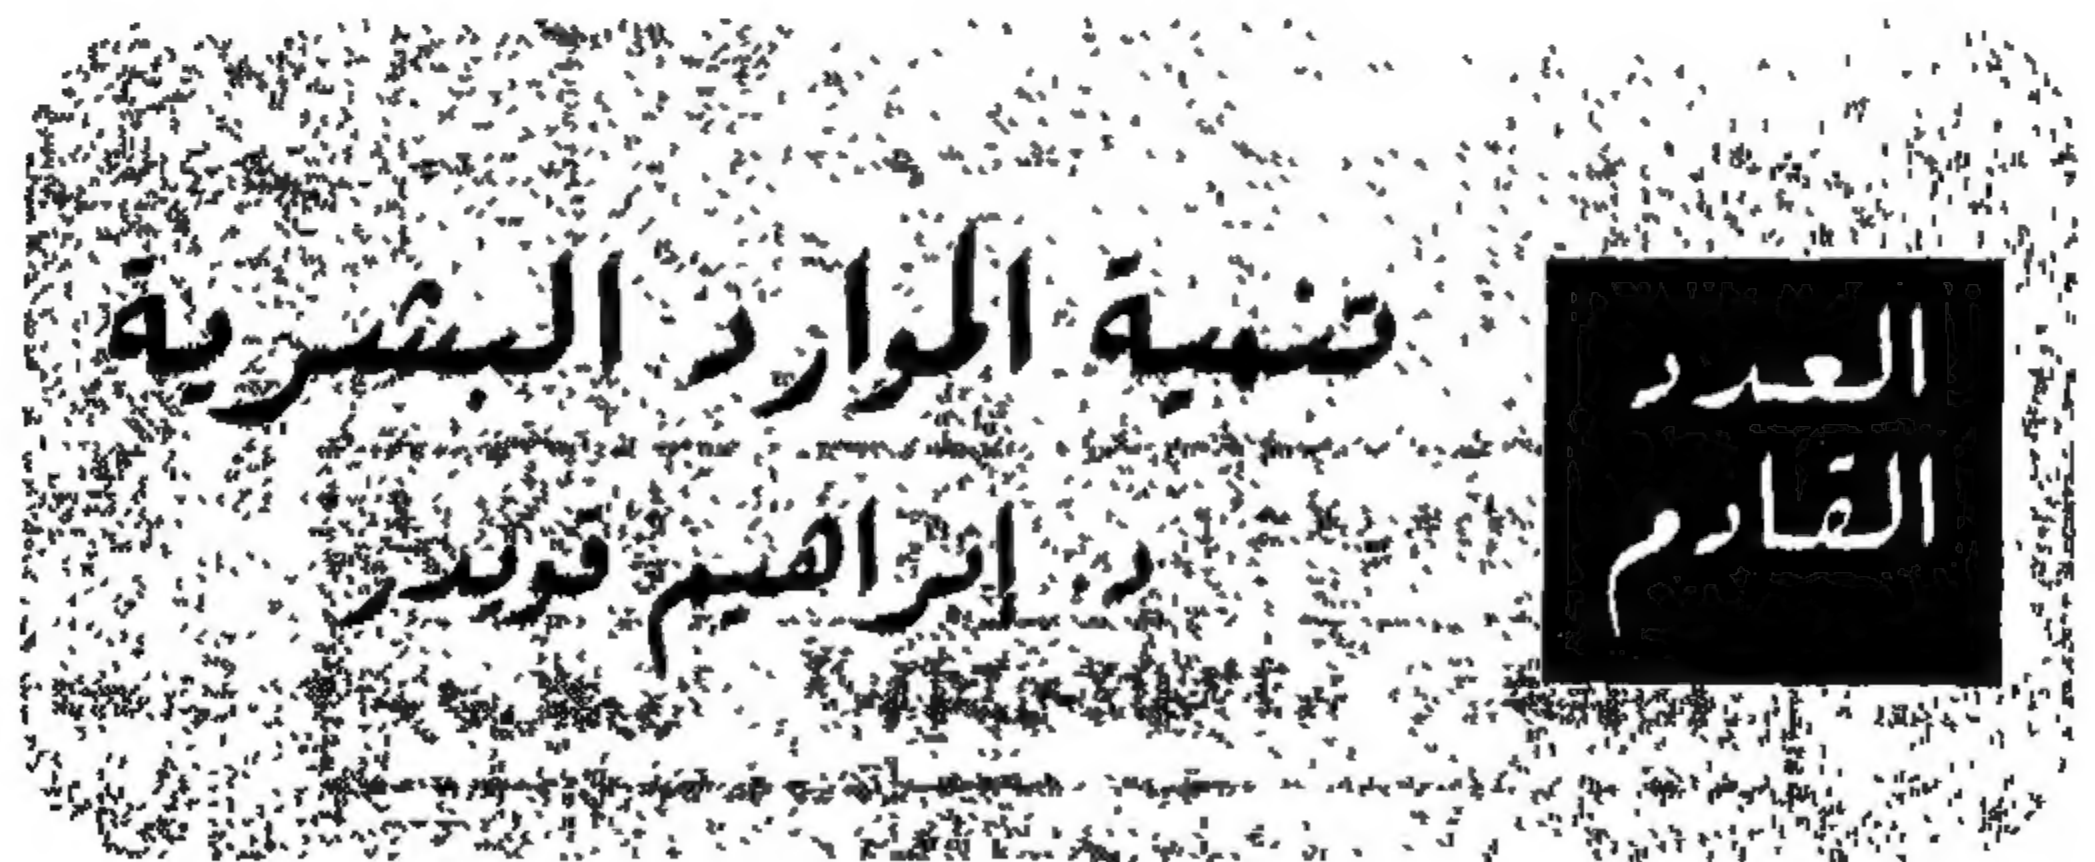 العدد
القادم
تنمية الموارد البشرية
د. إبراهيم قويدر